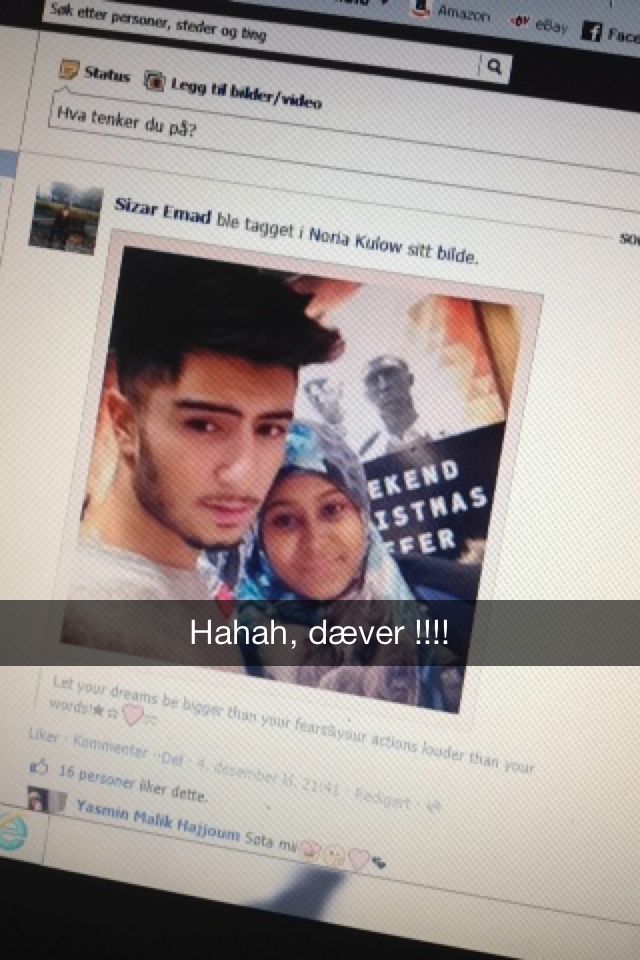 Amazon
eBay
Face
Søk etter personer, steder og ting
Status Legg til bilder/video
Hva tenker du på?
Sizar Emad ble tagget i Noria Kulow sitt bilde.
EKEND
ISTMAS
FFER
Hahah, dæver !!!!
Let your dreams be bigger than your fears&your actions louder than your
words!★☆
Liker · Kommenter · Del · 4. desember kl. 21:41 · Redigert ·
16 personer liker dette.
Yasmin Malik Hajjoum Søta mi